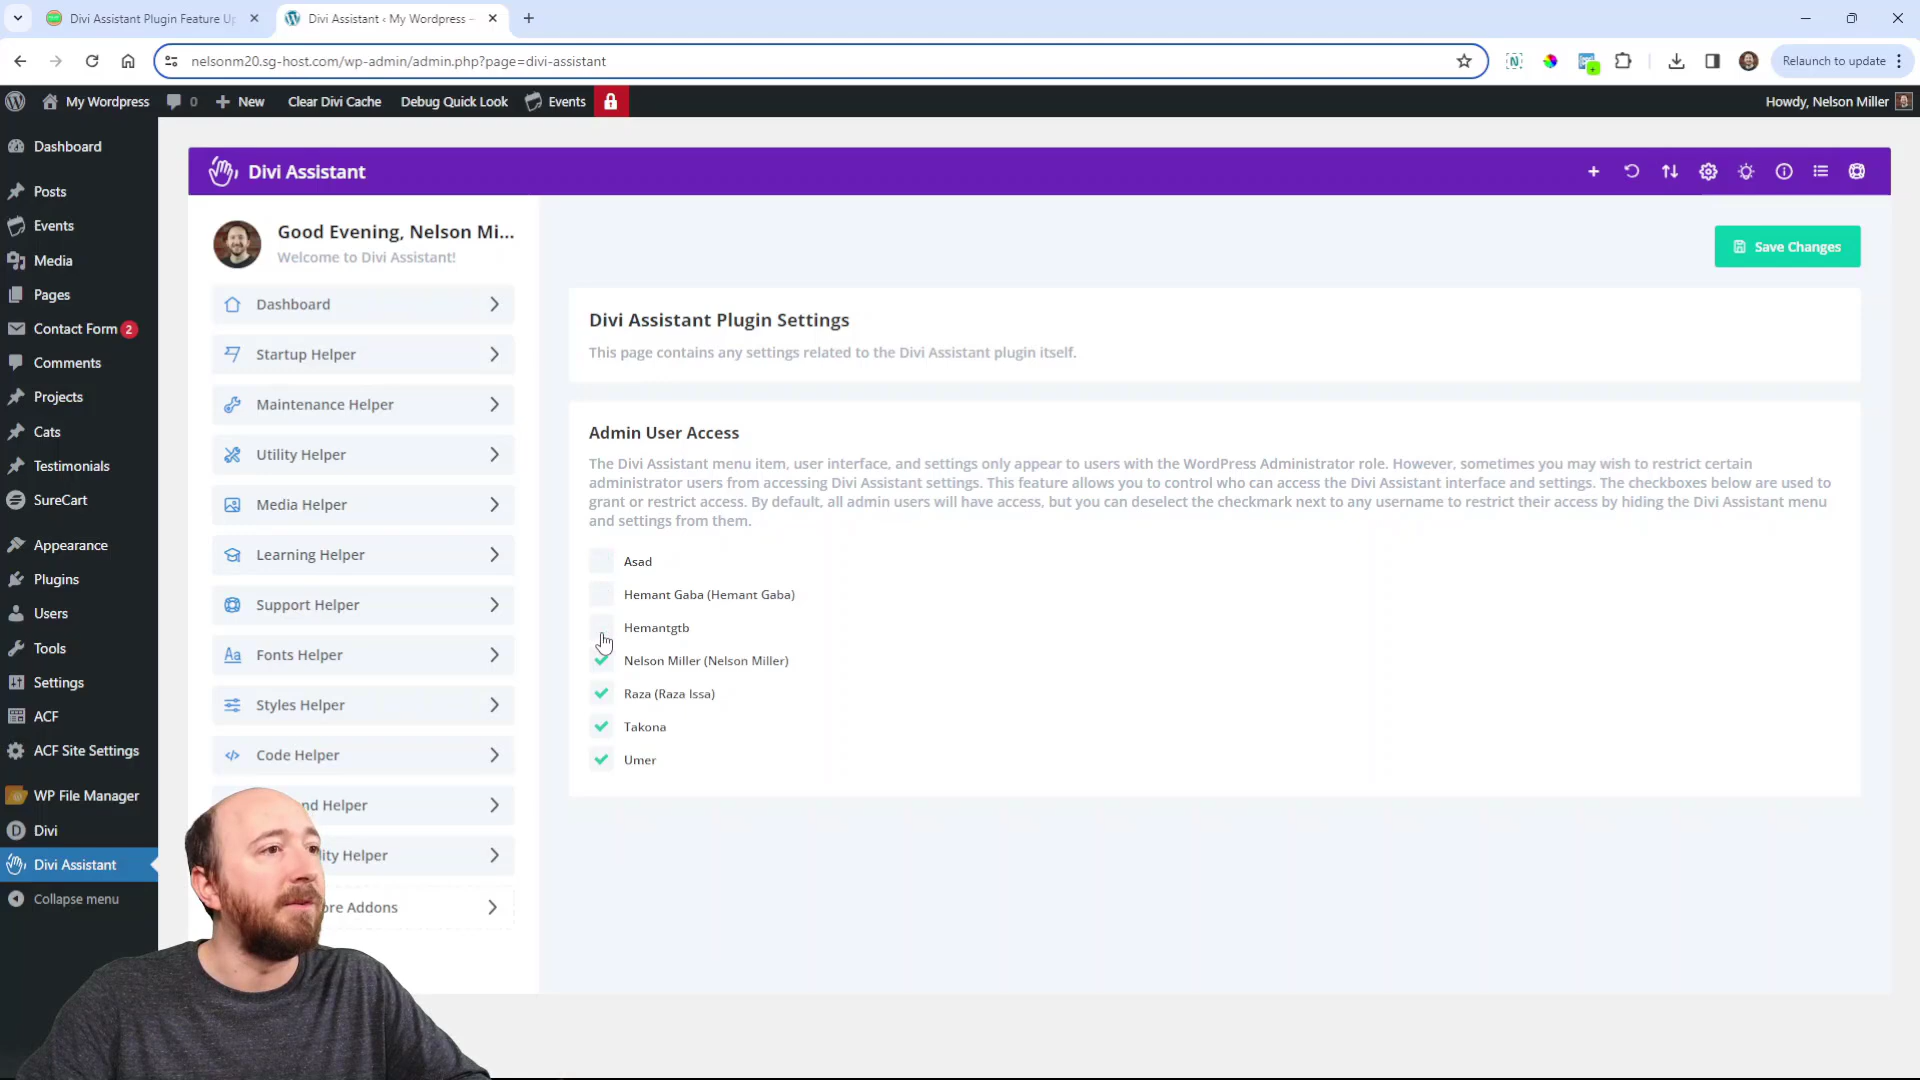 Divi Assistant Plugin Feature Up
Divi Assistant ‹ My Wordpress –
nelsonm20.sg-host.com/wp-admin/admin.php?page=divi-assistant
Relaunch to update
My Wordpress
0
New
Clear Divi Cache
Debug Quick Look
Events
Howdy, Nelson Miller
Dashboard
Posts
Events
Media
Pages
Contact Form 2
Comments
Projects
Cats
Testimonials
SureCart
Appearance
Plugins
Users
Tools
Settings
ACF
ACF Site Settings
WP File Manager
Divi
Divi Assistant
Collapse menu
Divi Assistant
Good Evening, Nelson Mi...
Welcome to Divi Assistant!
Dashboard
Startup Helper
Maintenance Helper
Utility Helper
Media Helper
Learning Helper
Support Helper
Fonts Helper
Styles Helper
Code Helper
nd Helper
ity Helper
ore Addons
Save Changes
Divi Assistant Plugin Settings
This page contains any settings related to the Divi Assistant plugin itself.
Admin User Access
The Divi Assistant menu item, user interface, and settings only appear to users with the WordPress Administrator role. However, sometimes you may wish to restrict certain
administrator users from accessing Divi Assistant settings. This feature allows you to control who can access the Divi Assistant interface and settings. The checkboxes below are used to
grant or restrict access. By default, all admin users will have access, but you can deselect the checkmark next to any username to restrict their access by hiding the Divi Assistant menu
and settings from them.
Asad
Hemant Gaba (Hemant Gaba)
Hemantgtb
Nelson Miller (Nelson Miller)
Raza (Raza Issa)
Takona
Umer